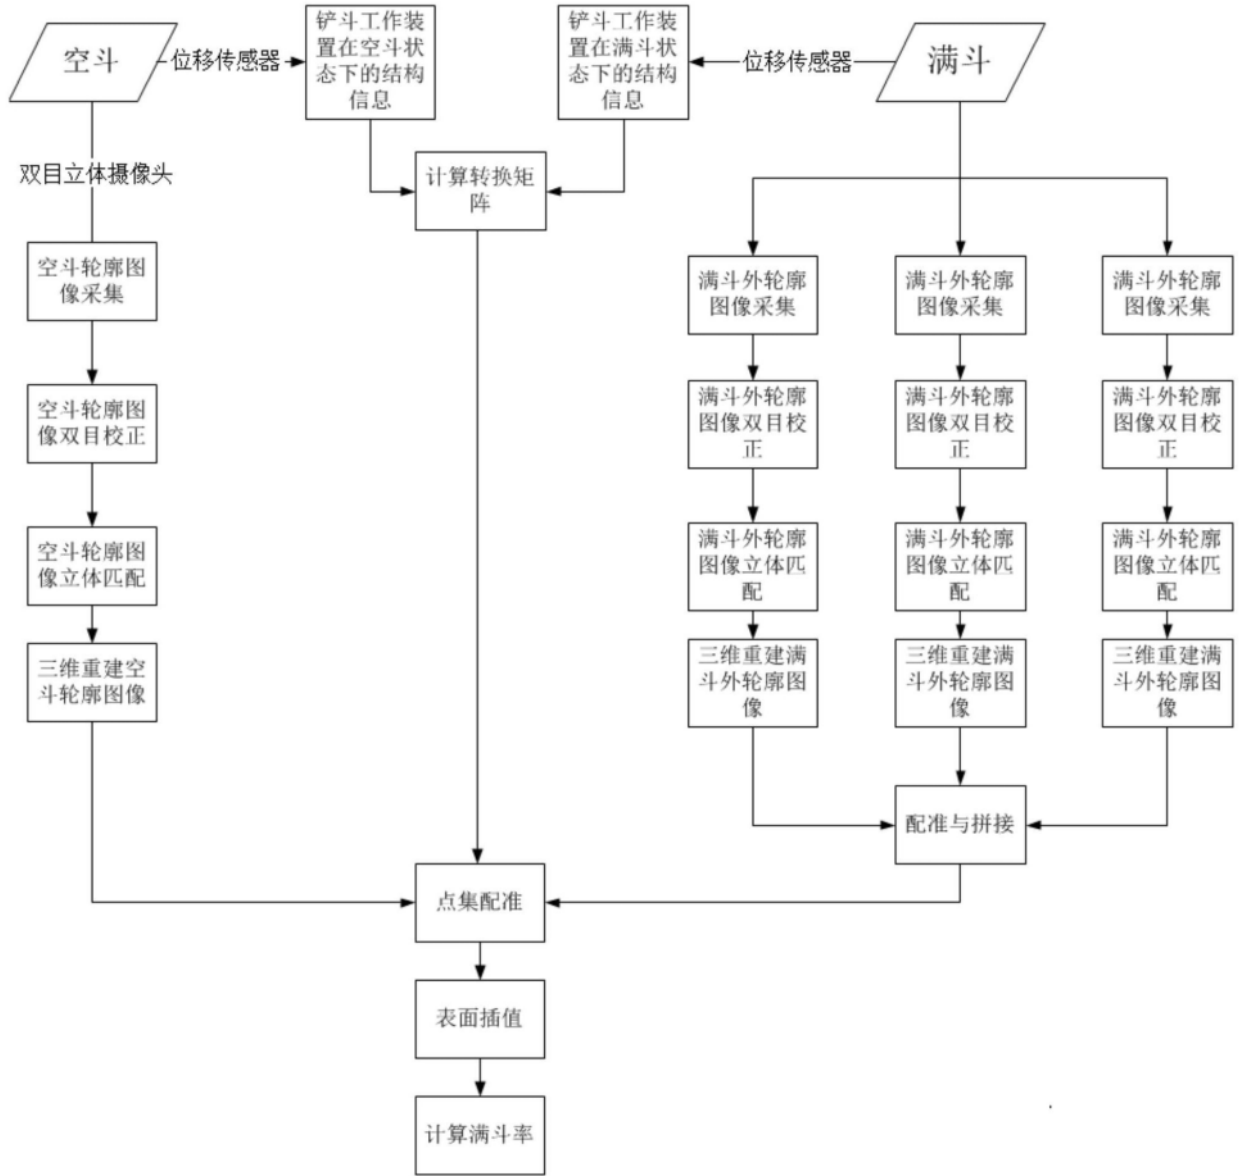 空斗
位移传感器
铲斗工作装
置在空斗状
态下的结构
信息
铲斗工作装
置在满斗状
态下的结构
信息
位移传感器
满斗
双目立体摄像头
计算转换矩
阵
空斗轮廓图
像采集
空斗轮廓图
像双目校正
空斗轮廓图
像立体匹配
三维重建空
斗轮廓图像
满斗外轮廓
图像采集
满斗外轮廓
图像双目校
正
满斗外轮廓
图像立体匹
配
三维重建满
斗外轮廓图
像
满斗外轮廓
图像采集
满斗外轮廓
图像双目校
正
满斗外轮廓
图像立体匹
配
三维重建满
斗外轮廓图
像
满斗外轮廓
图像采集
满斗外轮廓
图像双目校
正
满斗外轮廓
图像立体匹
配
三维重建满
斗外轮廓图
像
配准与拼接
点集配准
表面插值
计算满斗率